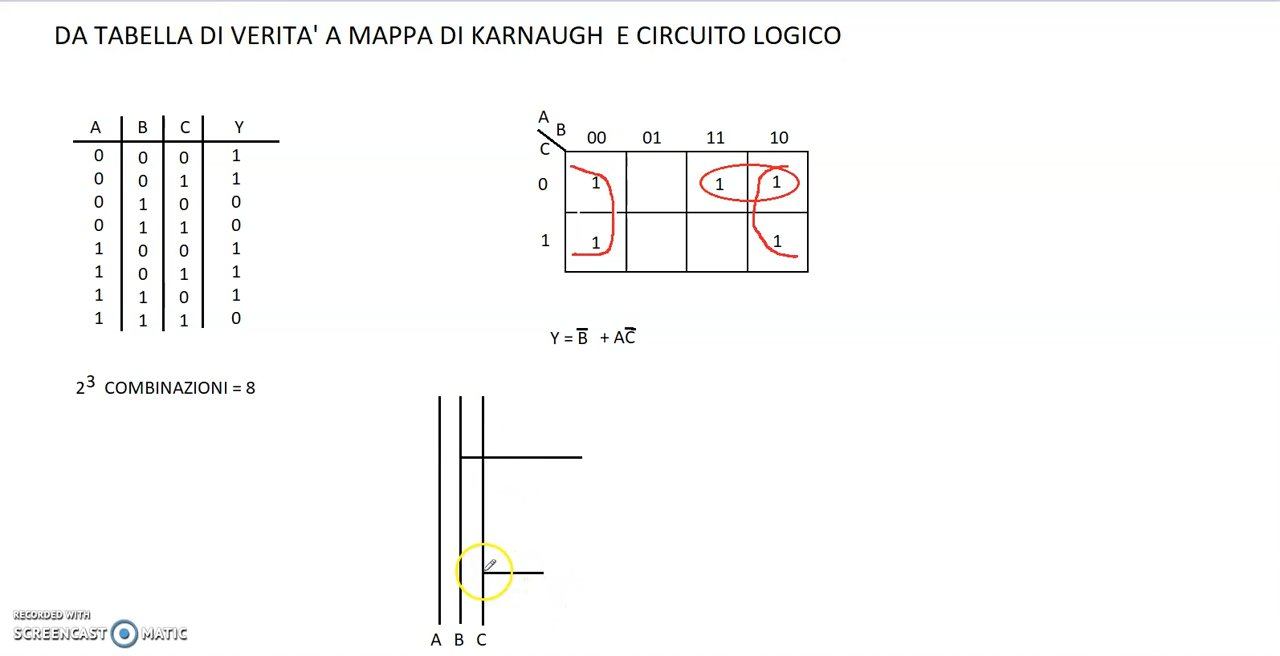 DA TABELLA DI VERITA' A MAPPA DI KARNAUGH E CIRCUITO LOGICO
A B C Y
0 0 0 1
0 0 1 1
0 1 0 0
0 1 1 0
1 0 0 1
1 0 1 1
1 1 0 1
1 1 1 0
2³ COMBINAZIONI = 8
A
B
C
00 01 11 10
0 1 1 1
1 1 1
Y = B̅ + AC̅
A B C
RECORDED WITH
SCREENCAST MATIC